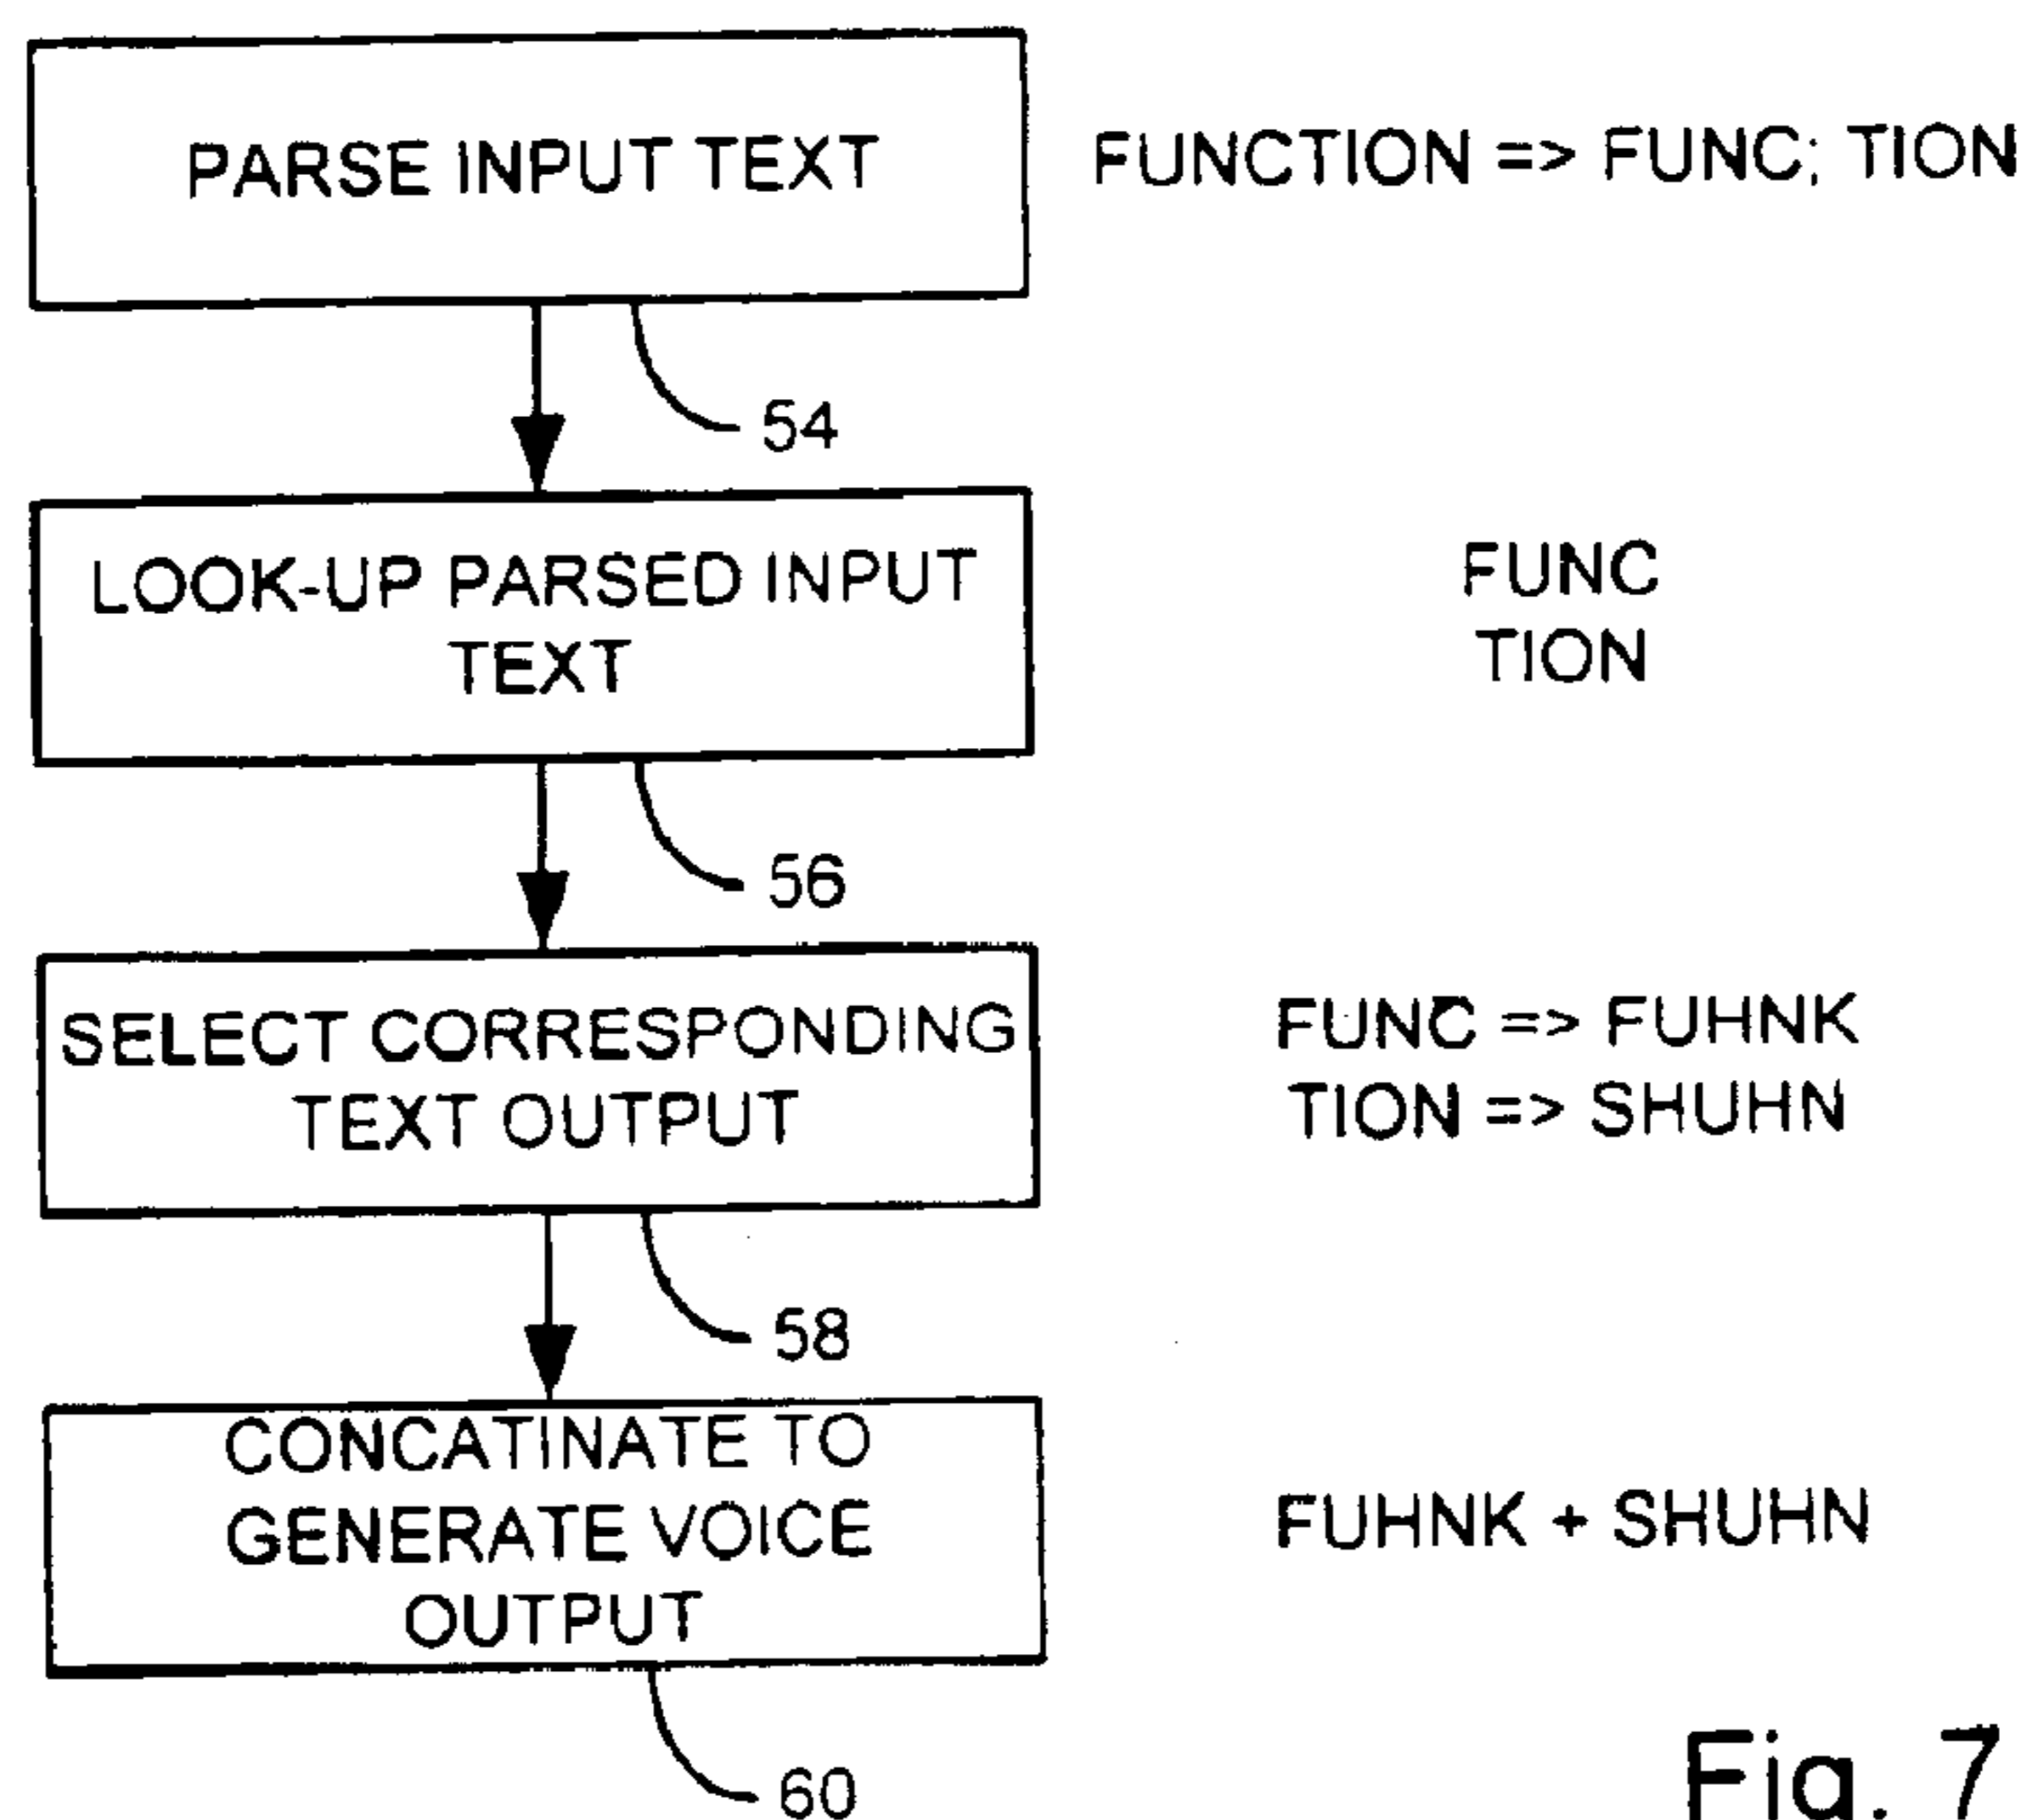 PARSE INPUT TEXT
FUNCTION => FUNC; TION
54
LOOK-UP PARSED INPUT
TEXT
FUNC
TION
56
SELECT CORRESPONDING
TEXT OUTPUT
FUNC => FUHNK
TION => SHUHN
58
CONCATINATE TO
GENERATE VOICE
OUTPUT
FUHNK + SHUHN
60
Fig. 7